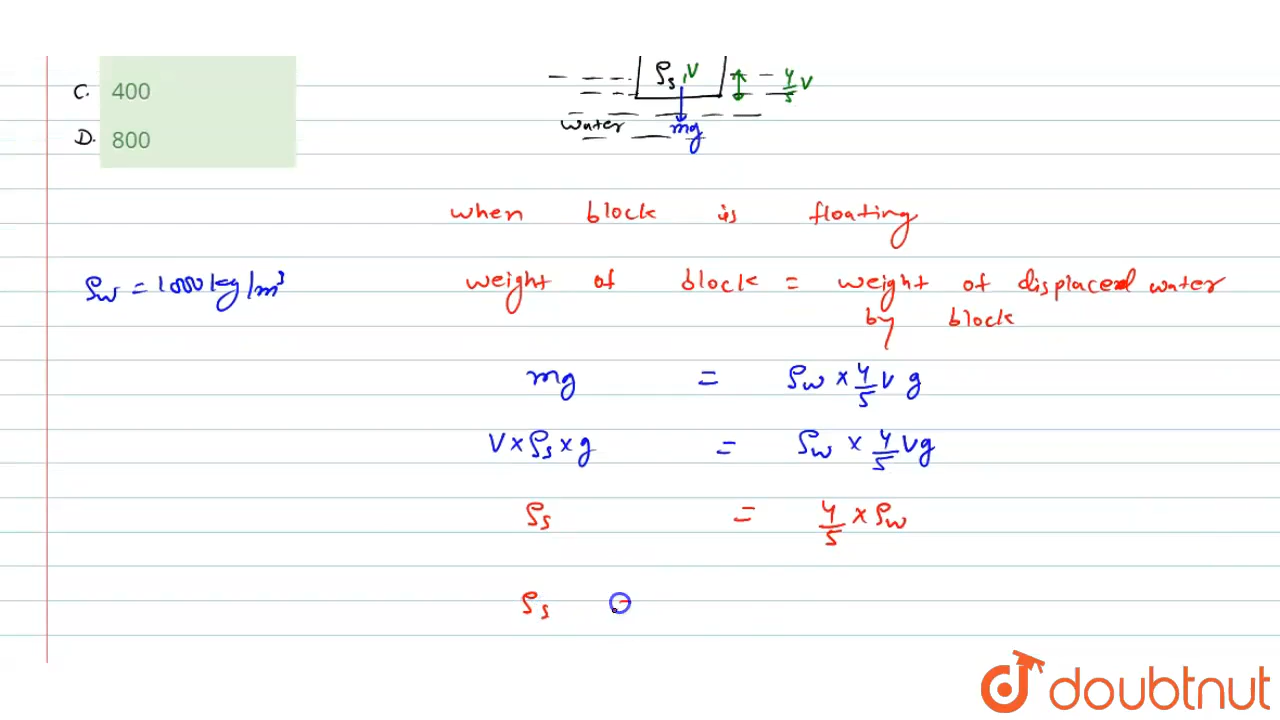 ρs, V
4/5 V
C. 400
water mg
D. 800
when block is floating
ρw = 1000 kg/m³
weight of block = weight of displaced water
by block
mg = ρw × 4/5 V g
V × ρs × g = ρw × 4/5 Vg
ρs = 4/5 × ρw
ρs =
doubtnut